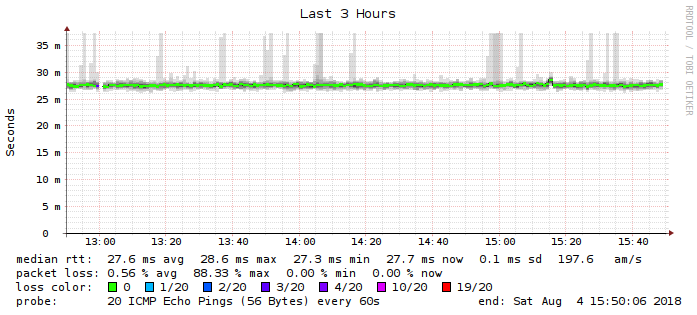 Last 3 Hours
RRDTOOL / TOBI OETIKER
Seconds
35 m
30 m
25 m
20 m
15 m
10 m
5 m
0
13:00 13:20 13:40 14:00 14:20 14:40 15:00 15:20 15:40
median rtt: 27.6 ms avg 28.6 ms max 27.3 ms min 27.7 ms now 0.1 ms sd 197.6 am/s
packet loss: 0.56 % avg 88.33 % max 0.00 % min 0.00 % now
loss color: 0 1/20 2/20 3/20 4/20 10/20 19/20
probe: 20 ICMP Echo Pings (56 Bytes) every 60s end: Sat Aug 4 15:50:06 2018